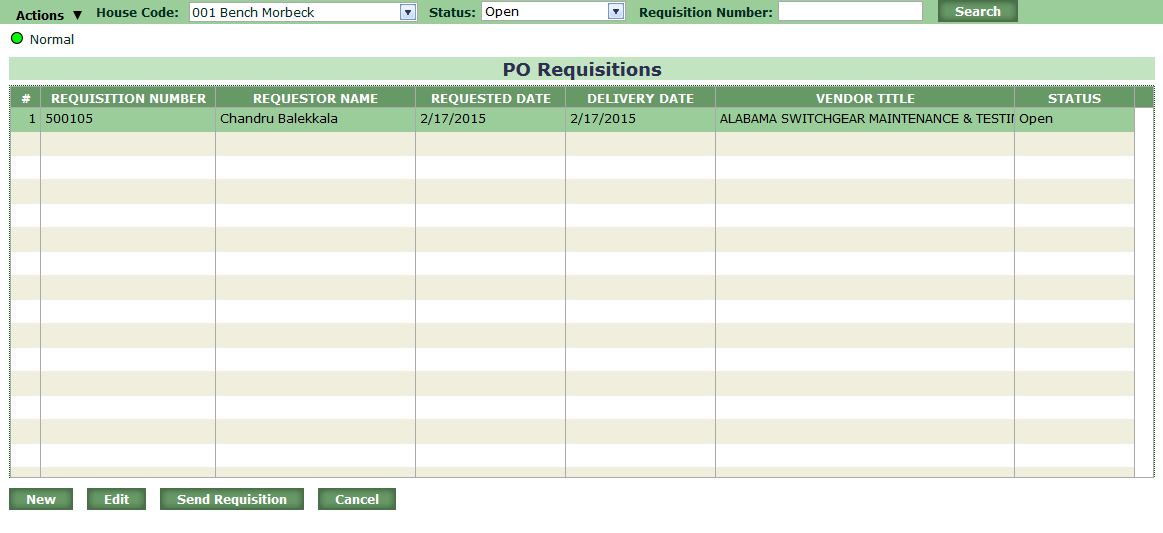 Actions ▼ House Code: 001 Bench Morbeck Status: Open Requisition Number: Search
Normal
PO Requisitions
# REQUISITION NUMBER REQUESTOR NAME REQUESTED DATE DELIVERY DATE VENDOR TITLE STATUS
1 500105 Chandru Balekkala 2/17/2015 2/17/2015 ALABAMA SWITCHGEAR MAINTENANCE & TESTI Open
New Edit Send Requisition Cancel